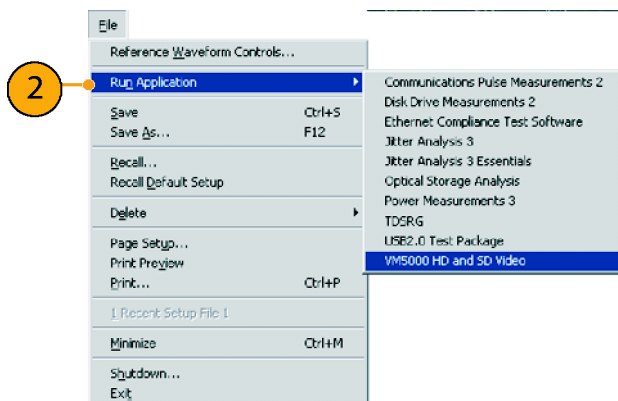 File
Reference Waveform Controls...
2
Run Application
Save Ctrl+S
Save As... F12
Recall...
Recall Default Setup
Delete
Page Setup...
Print Preview
Print... Ctrl+P
1 Recent Setup File 1
Minimize Ctrl+M
Shutdown...
Exit
Communications Pulse Measurements 2
Disk Drive Measurements 2
Ethernet Compliance Test Software
Jitter Analysis 3
Jitter Analysis 3 Essentials
Optical Storage Analysis
Power Measurements 3
TDSRG
USB2.0 Test Package
VM5000 HD and SD Video